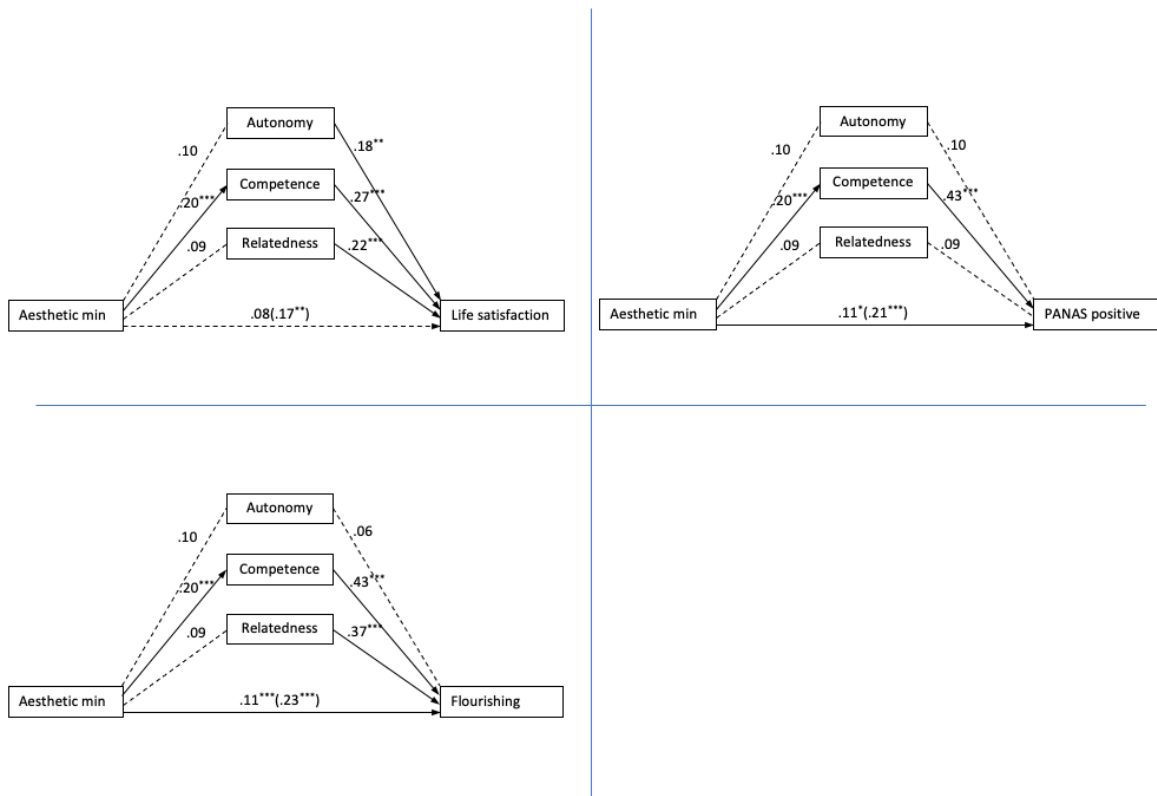 Autonomy
.10
.18**
Competence
.20***
.27***
Relatedness
.09
.22***
Aesthetic min
.08(.17**)
Life satisfaction
Autonomy
.10
.10
Competence
.20***
.43***
Relatedness
.09
.09
Aesthetic min
.11*(.21***)
PANAS positive
Autonomy
.10
.06
Competence
.20***
.43***
Relatedness
.09
.37***
Aesthetic min
.11***(.23***)
Flourishing